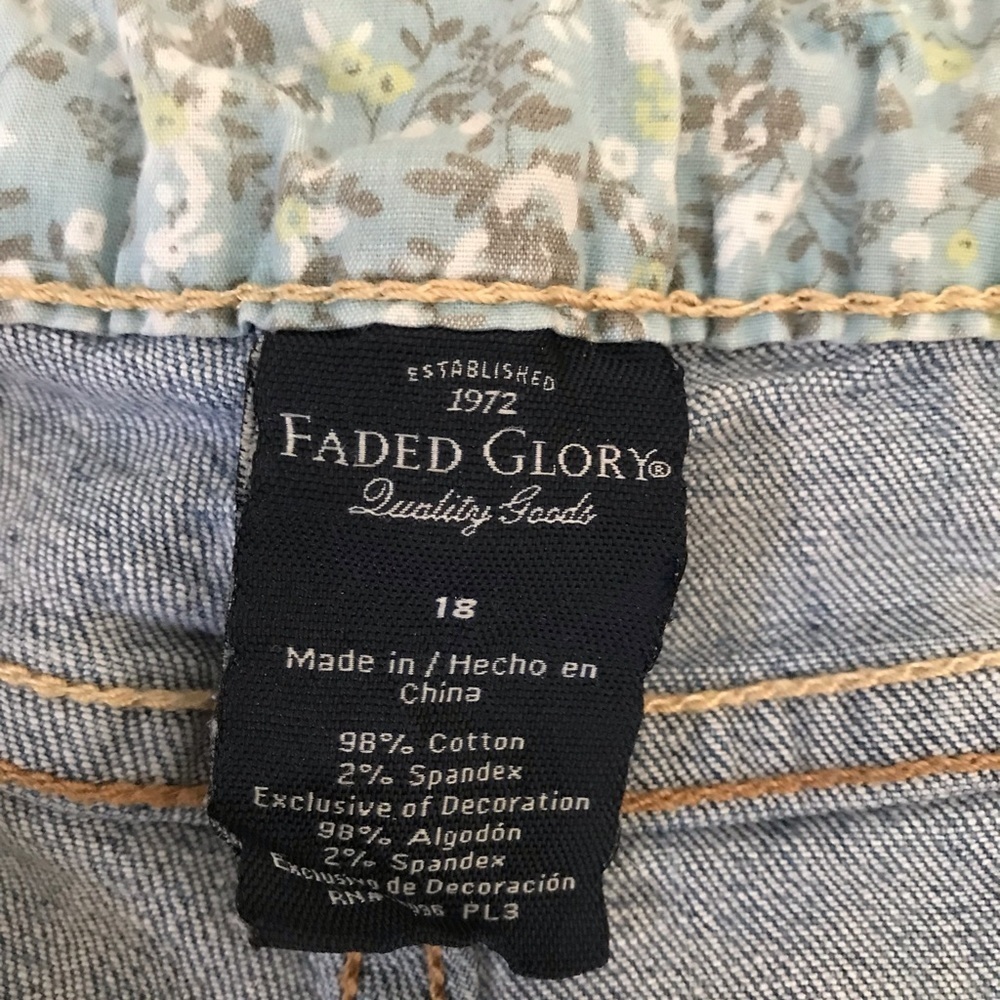 ESTABLISHED
1972
FADED GLORY®
Quality Goods
18
Made in / Hecho en
China
98% Cotton
2% Spandex
Exclusive of Decoration
98% Algodón
2% Spandex
Exclusivo de Decoración
PL3